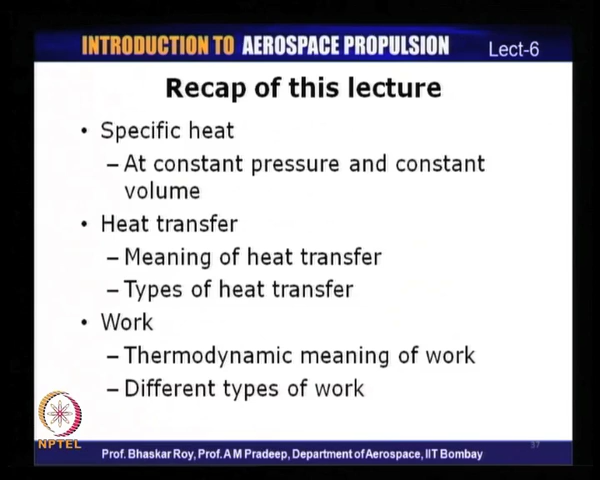 INTRODUCTION TO AEROSPACE PROPULSION
Lect-6
Recap of this lecture
• Specific heat
– At constant pressure and constant
volume
• Heat transfer
– Meaning of heat transfer
– Types of heat transfer
• Work
– Thermodynamic meaning of work
– Different types of work
NPTEL
37
Prof. Bhaskar Roy, Prof. A M Pradeep, Department of Aerospace, IIT Bombay